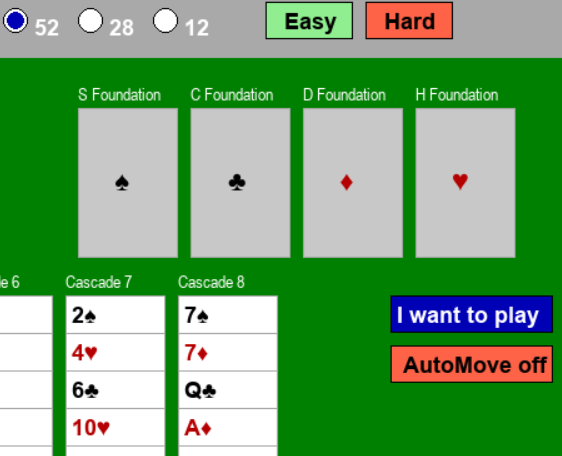 52 28 12 Easy Hard
S Foundation C Foundation D Foundation H Foundation
♠ ♣ ♦ ♥
e 6 Cascade 7 Cascade 8
2♠ 7♠ I want to play
4♥ 7♦ AutoMove off
6♣ Q♣
10♥ A♦